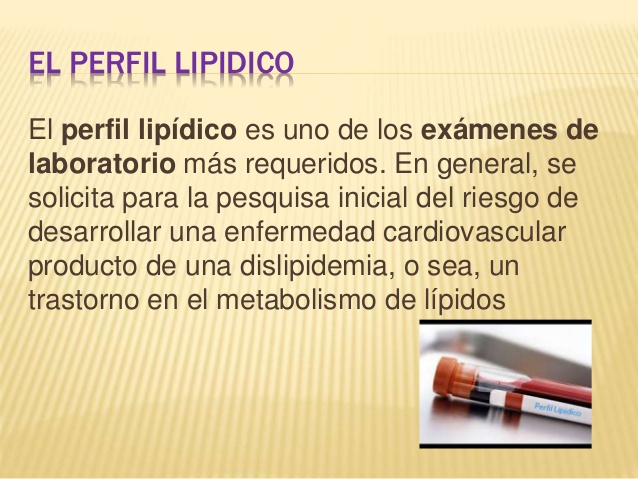 EL PERFIL LIPIDICO
El perfil lipídico es uno de los exámenes de
laboratorio más requeridos. En general, se
solicita para la pesquisa inicial del riesgo de
desarrollar una enfermedad cardiovascular
producto de una dislipidemia, o sea, un
trastorno en el metabolismo de lípidos
Perfil Lipidico